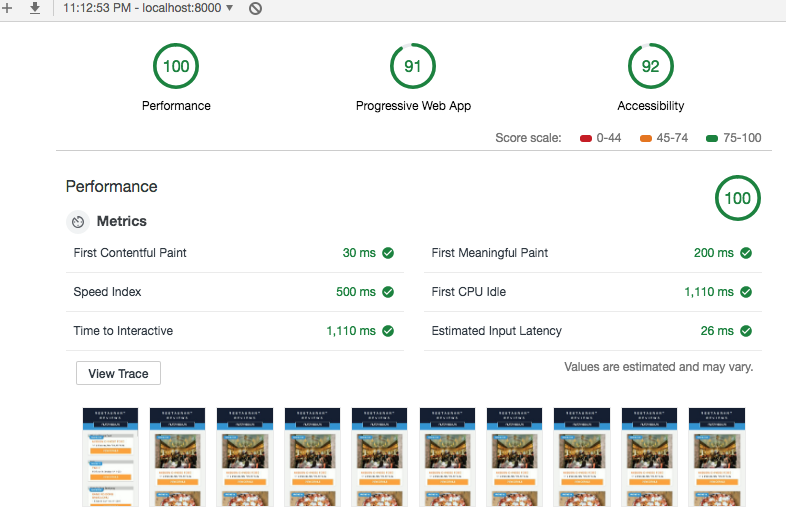 11:12:53 PM - localhost:8000
100 91 92
Performance Progressive Web App Accessibility
Score scale: 0-44 45-74 75-100
Performance
100
Metrics
First Contentful Paint 30 ms First Meaningful Paint 200 ms
Speed Index 500 ms First CPU Idle 1,110 ms
Time to Interactive 1,110 ms Estimated Input Latency 26 ms
View Trace
Values are estimated and may vary.